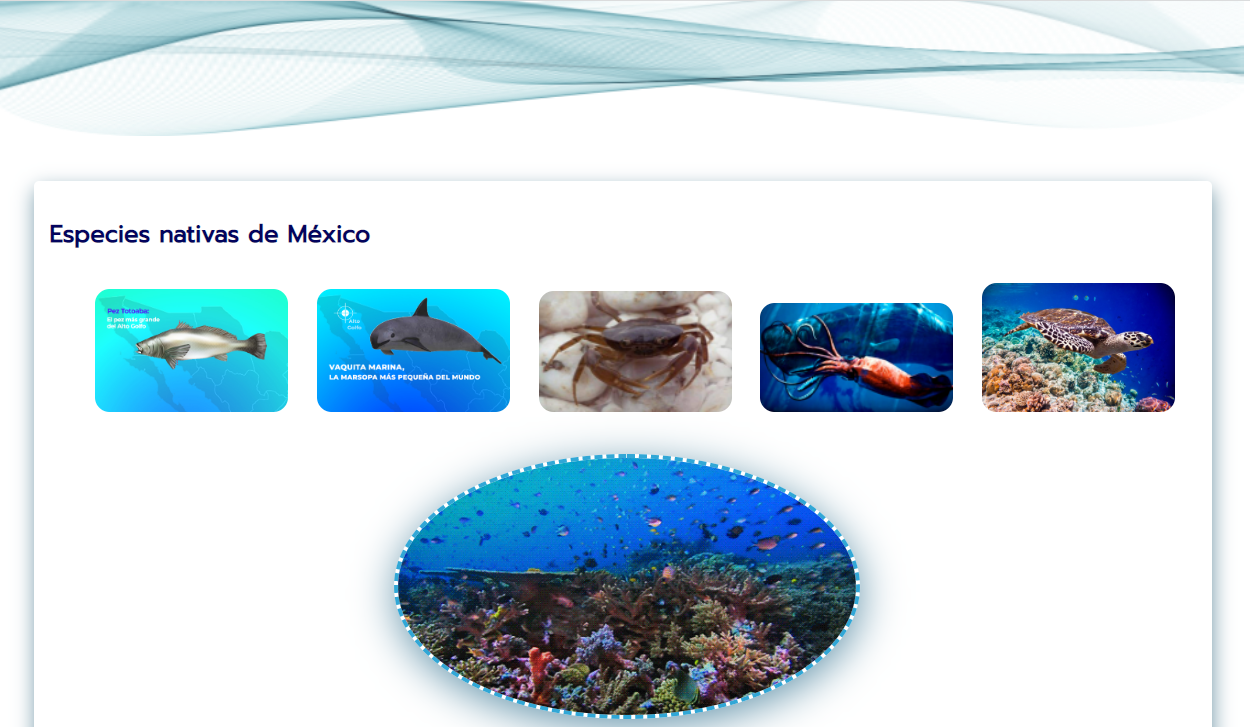 Especies nativas de México
Pez Totoaba:
El pez más grande
del Alto Golfo
Alto
Golfo
VAQUITA MARINA,
LA MARSOPA MÁS PEQUEÑA DEL MUNDO